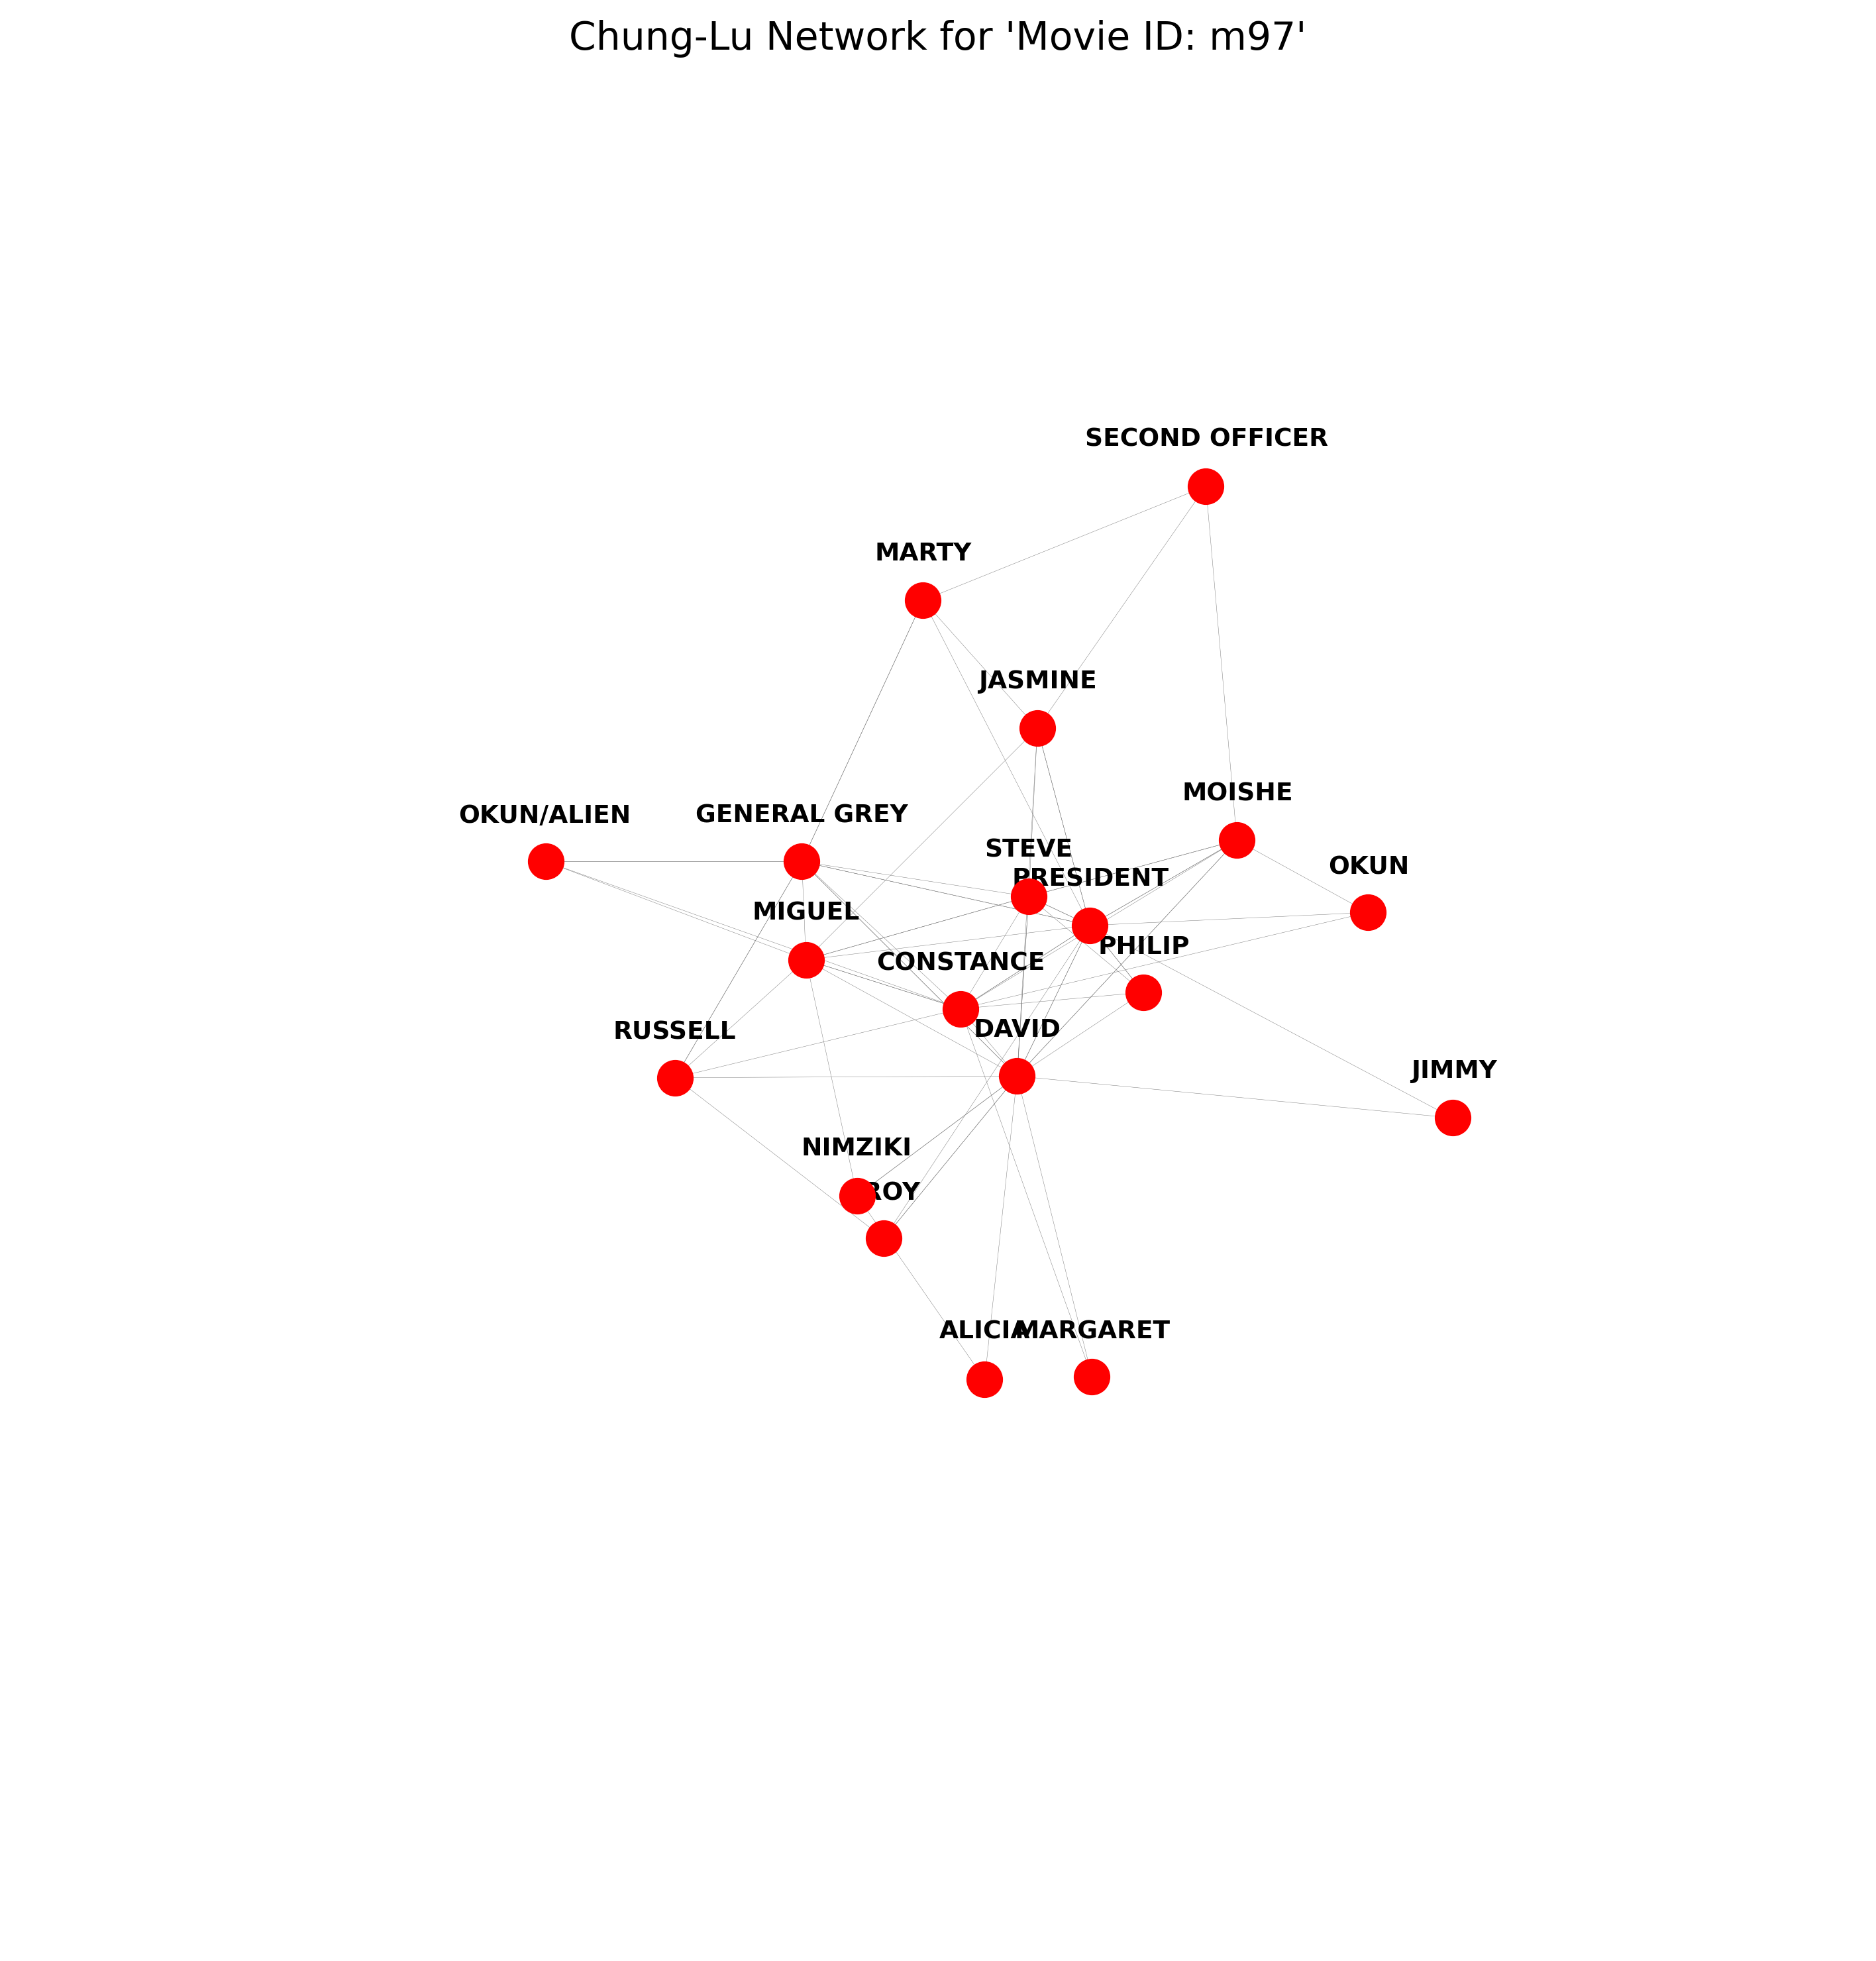 Chung-Lu Network for 'Movie ID: m97'
SECOND OFFICER
MARTY
JASMINE
MOISHE
OKUN/ALIEN
GENERAL GREY
STEVE
OKUN
PRESIDENT
MIGUEL
PHILIP
CONSTANCE
RUSSELL
DAVID
JIMMY
NIMZIKI
ALICIA
MARGARET